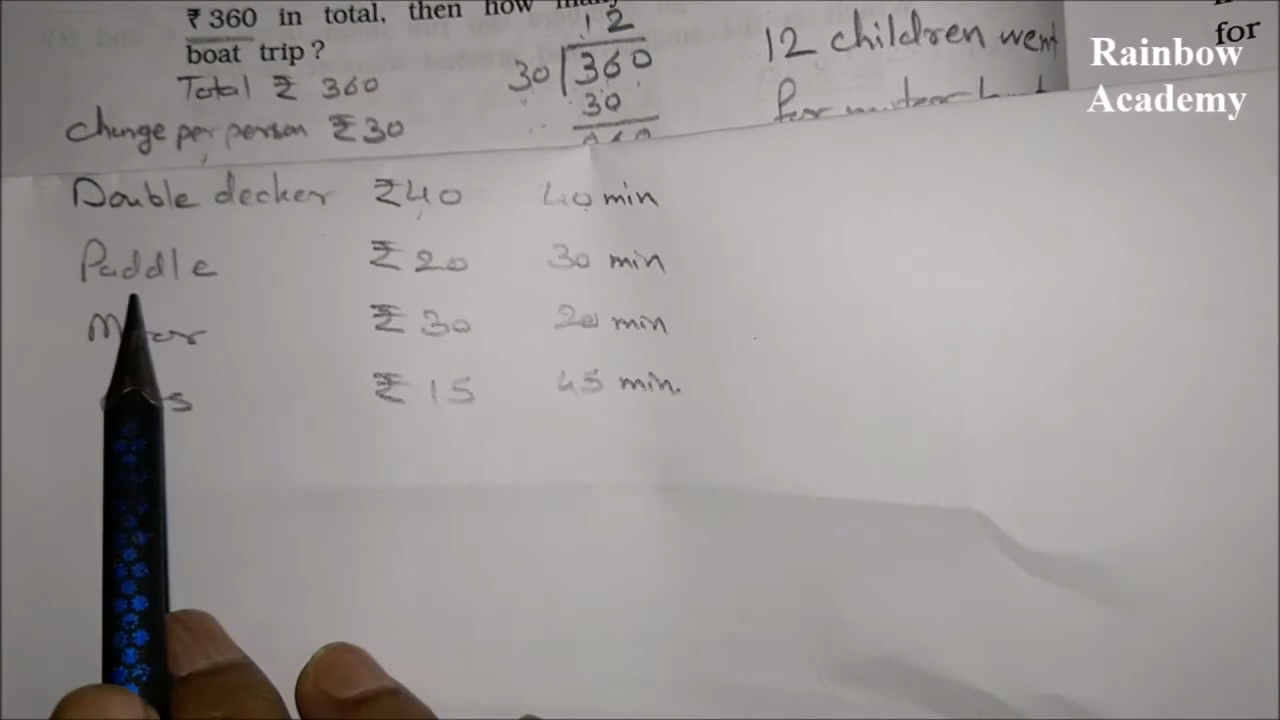 ₹ 360 in total, then how
boat trip ?
Total ₹ 360
Change per person ₹30
12
30 360
30
060
12 children went
for
for
Rainbow
Academy
Double decker ₹40 40 min
Paddle ₹20 30 min
₹30 20 min
₹15 45 min.